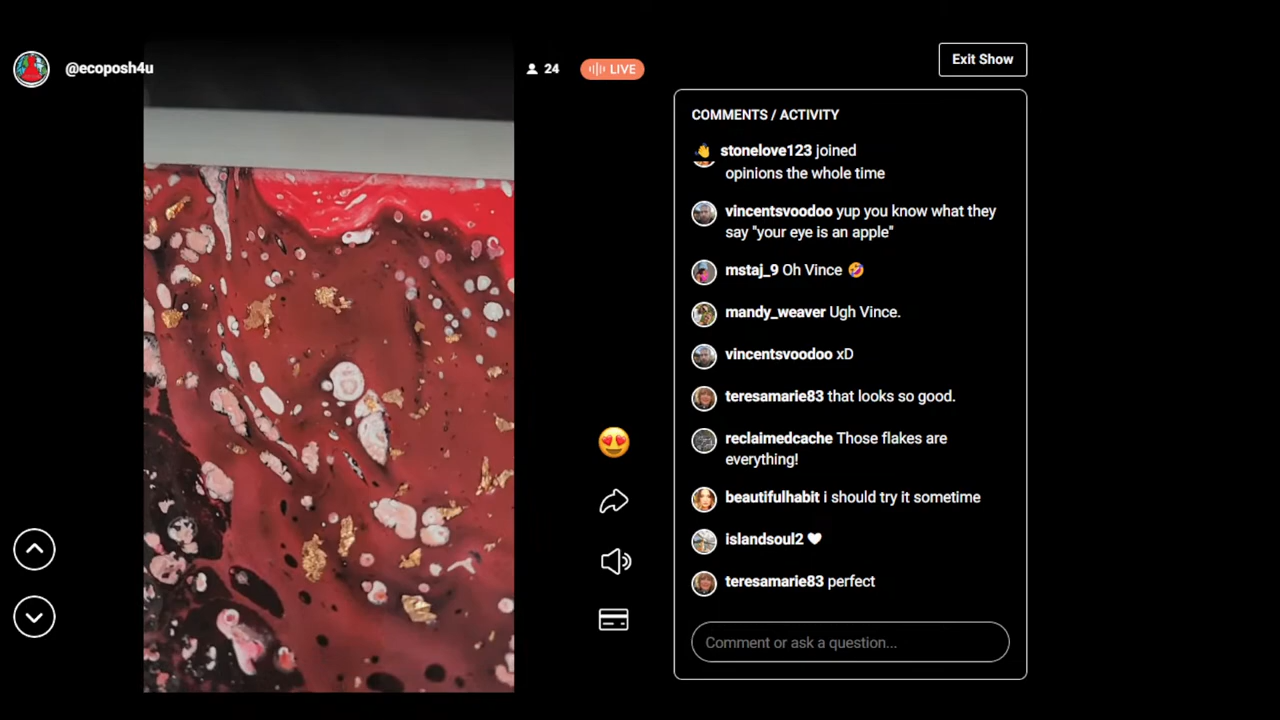 @ecoposh4u
24
LIVE
Exit Show
COMMENTS / ACTIVITY
stonelove123 joined
opinions the whole time
vincentsvoodoo yup you know what they
say "your eye is an apple"
mstaj_9 Oh Vince 🤣
mandy_weaver Ugh Vince.
vincentsvoodoo xD
teresamarie83 that looks so good.
reclaimedcache Those flakes are
everything!
beautifulhabit i should try it sometime
islandsoul2 🤍
teresamarie83 perfect
Comment or ask a question...